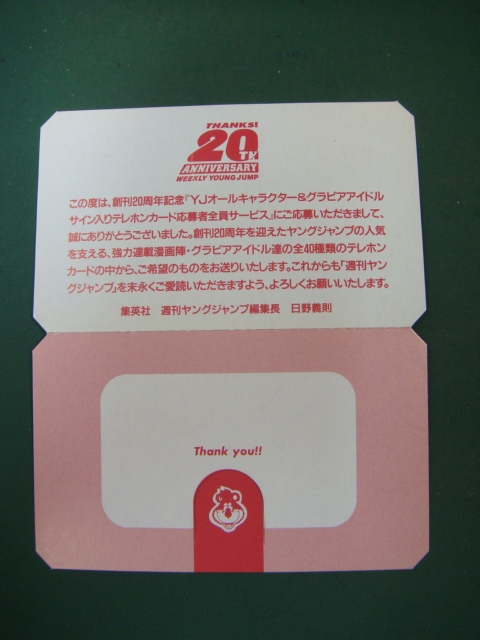 THANKS!
20TH
ANNIVERSARY
WEEKLY YOUNG JUMP
この度は、創刊20周年記念『YJオールキャラクター&グラビアアイドル
サイン入りテレホンカード応募者全員サービス』にご応募いただきまして、
誠にありがとうございました。創刊20周年を迎えたヤングジャンプの人気
を支える、強力連載漫画陣・グラビアアイドル達の全40種類のテレホン
カードの中から、ご希望のものをお送りいたします。これからも「週刊ヤン
グジャンプ」を末永くご愛読いただきますよう、よろしくお願いいたします。
集英社 週刊ヤングジャンプ編集長 日野義則
Thank you!!